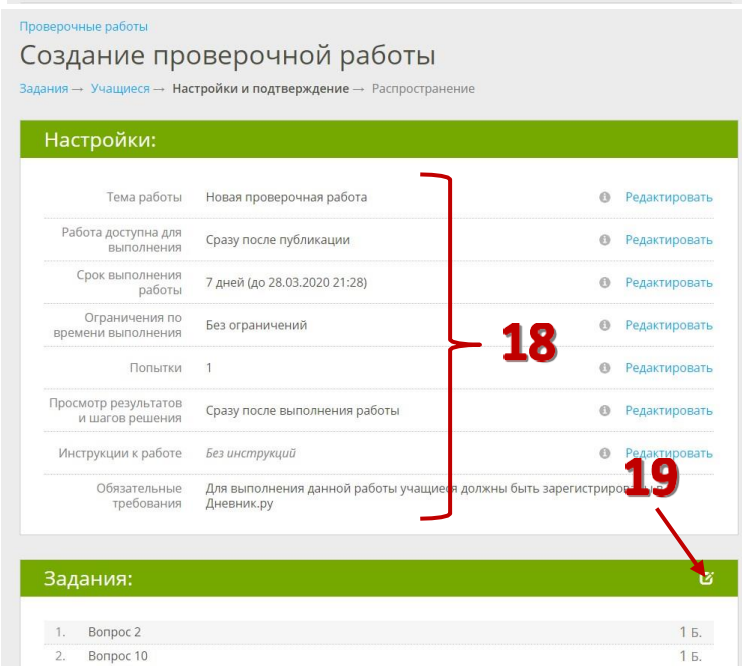 Проверочные работы
Создание проверочной работы
Задания → Учащиеся → Настройки и подтверждение → Распространение
Настройки:
Тема работы Новая проверочная работа Редактировать
Работа доступна для
выполнения Сразу после публикации Редактировать
Срок выполнения
работы 7 дней (до 28.03.2020 21:28) Редактировать
Ограничения по
времени выполнения Без ограничений Редактировать
18
Попытки 1 Редактировать
Просмотр результатов
и шагов решения Сразу после выполнения работы Редактировать
Инструкции к работе Без инструкций Редактировать
19
Обязательные Для выполнения данной работы учащиеся должны быть
требования Дневник.ру
Задания:
1. Вопрос 2 1 Б.
2. Вопрос 10 1 Б.